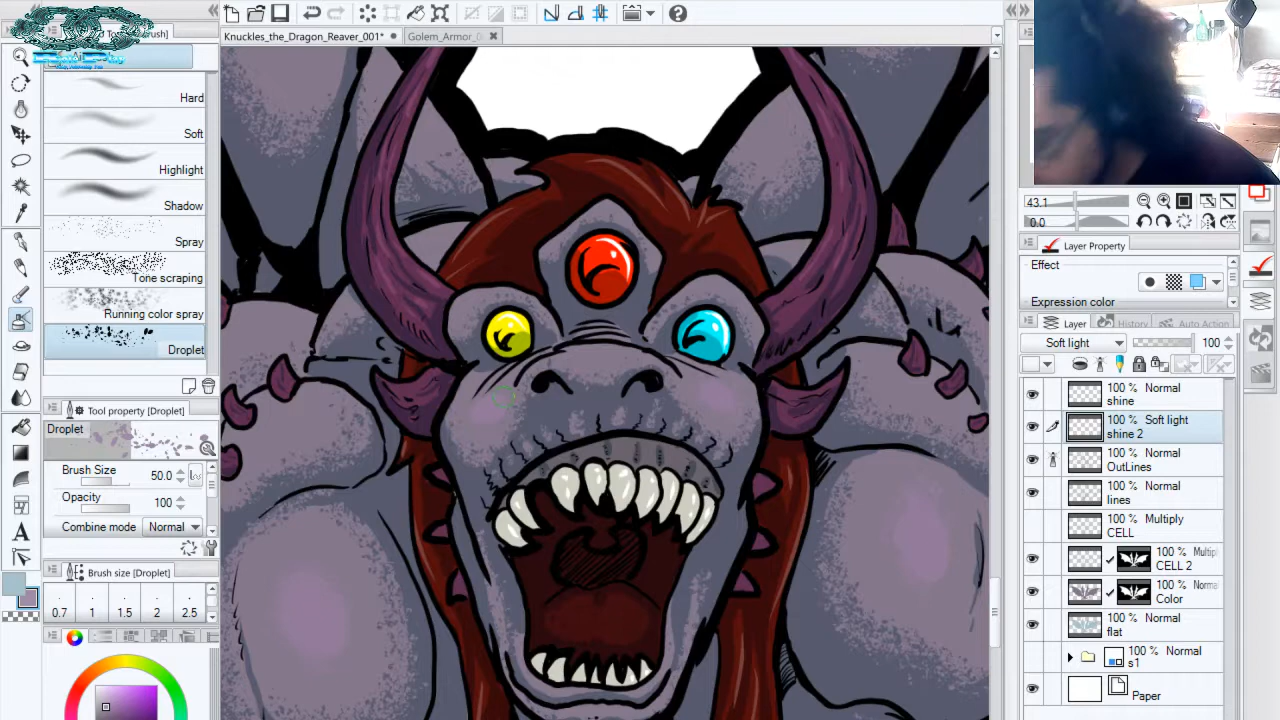 Knuckles_the_Dragon_Reaver_001*
Golem_Armor_0
Hard
Soft
Highlight
Shadow
Spray
Tone scraping
Running color spray
Droplet
Tool property [Droplet]
Droplet
Brush Size
50.0
Opacity
100
Combine mode
Normal
Brush size [Droplet]
0.7
1
1.5
2
2.5
43.1
0.0
Layer Property
Effect
Expression color
Layer
History
Auto Action
Soft light
100
100 % Normal
shine
100 % Soft light
shine 2
100 % Normal
OutLines
100 % Normal
lines
100 % Multiply
CELL
100 % Multipl
CELL 2
100 % Normal
Color
100 % Normal
flat
100 % Normal
s1
Paper